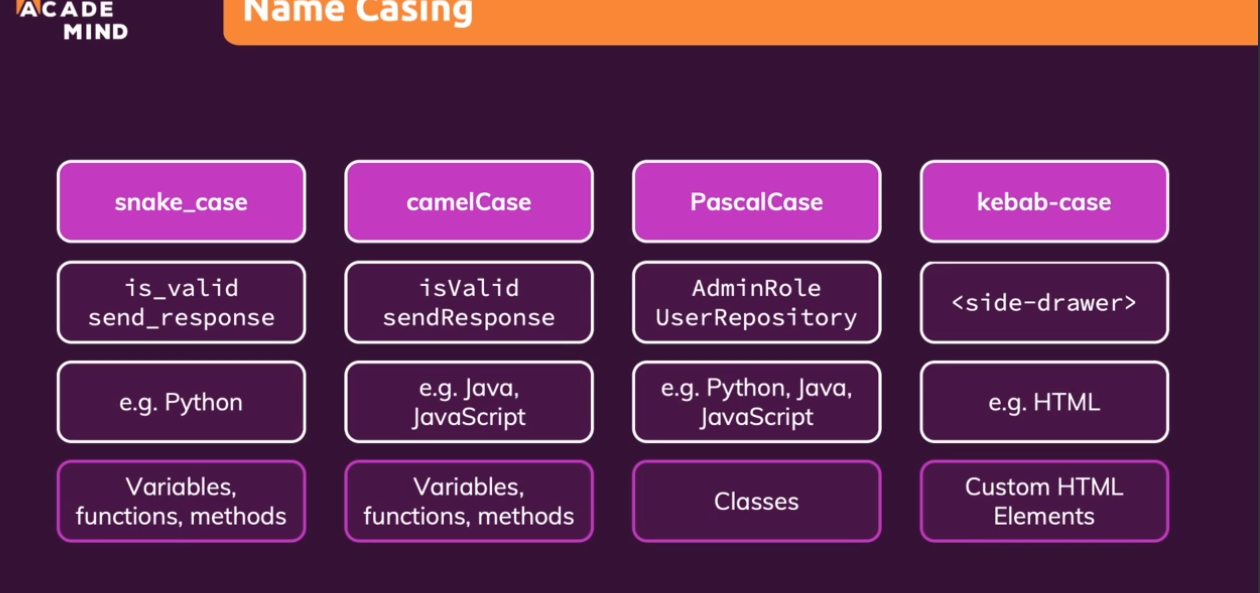 ACADE
MIND
Name Casing
snake_case
camelCase
PascalCase
kebab-case
is_valid
send_response
isValid
sendResponse
AdminRole
UserRepository
<side-drawer>
e.g. Python
e.g. Java,
JavaScript
e.g. Python, Java,
JavaScript
e.g. HTML
Variables,
functions, methods
Variables,
functions, methods
Classes
Custom HTML
Elements